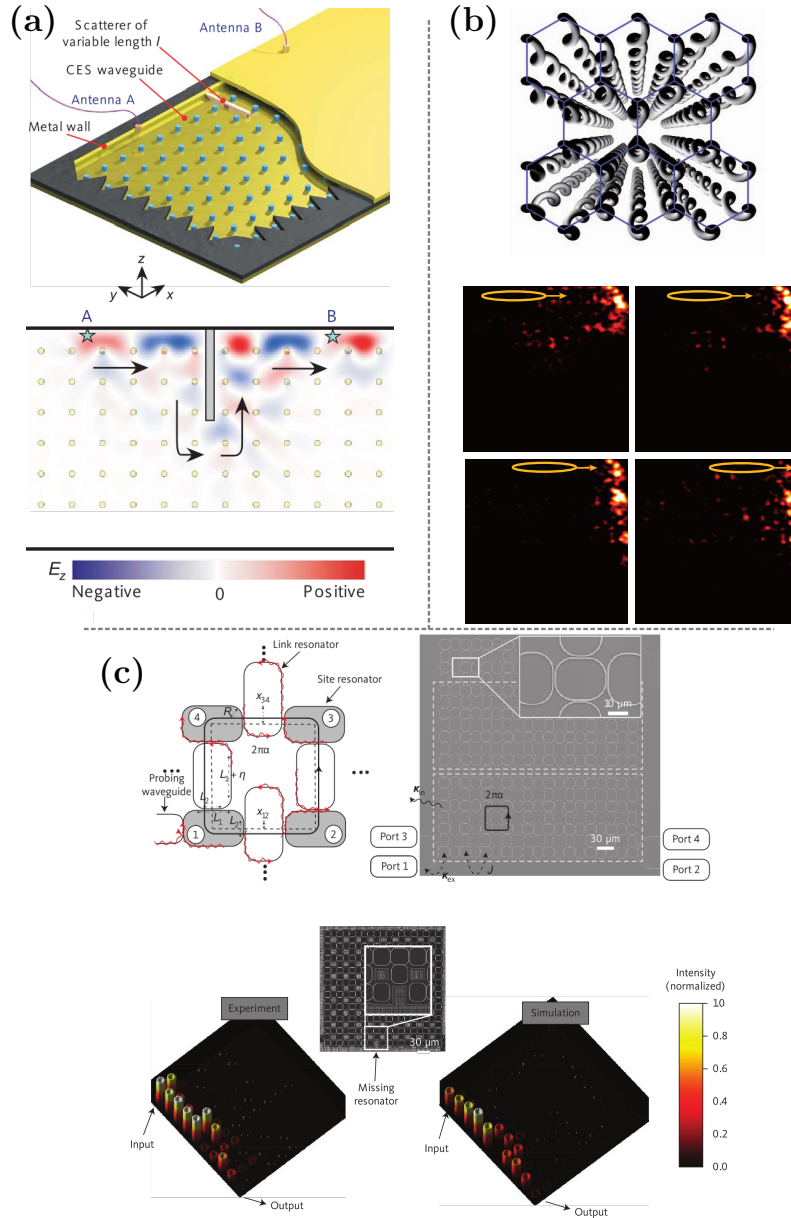 (a)
Scatterer of
variable length l
CES waveguide
Antenna A
Metal wall
Antenna B
z
y
x
A
B
E_z
Negative
0
Positive
(b)
(c)
Link resonator
Site resonator
4
3
1
2
R_s
x_34
x_12
2πα
L_3 + η
L_2
L_1
L_2
Probing
waveguide
10 μm
2πα
κ_in
30 μm
Port 3
Port 4
Port 1
Port 2
κ_ex
J
Experiment
Simulation
30 μm
Missing
resonator
Input
Output
Input
Output
Intensity
(normalized)
1.0
0.8
0.6
0.4
0.2
0.0